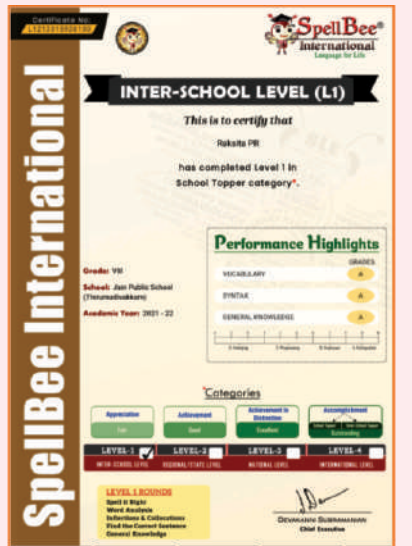 Certificate No:
SpellBee
International
Language for Life
SpellBee International
INTER-SCHOOL LEVEL (L1)
This is to certify that
Raksita PR
has completed Level 1 in
School Topper category*.
Performance Highlights
GRADES
VOCABULARY A
SYNTAX A
GENERAL KNOWLEDGE A
Grade: VIII
School: Jain Public School
Academic Year: 2021 - 22
Categories
Appreciation Achievement Achievement in Accomplishment
Distinction
Good Excellent
Outstanding
LEVEL-1 LEVEL-2 LEVEL-3 LEVEL-4
INTER-SCHOOL LEVEL REGIONAL/STATE LEVEL NATIONAL LEVEL INTERNATIONAL LEVEL
LEVEL 1 ROUNDS
Spell it Right
Word Analysis
Inflections & Collocations
Find the Correct Sentence
General Knowledge
DEVARANJI SUBRAMANIAN
Chief Executive